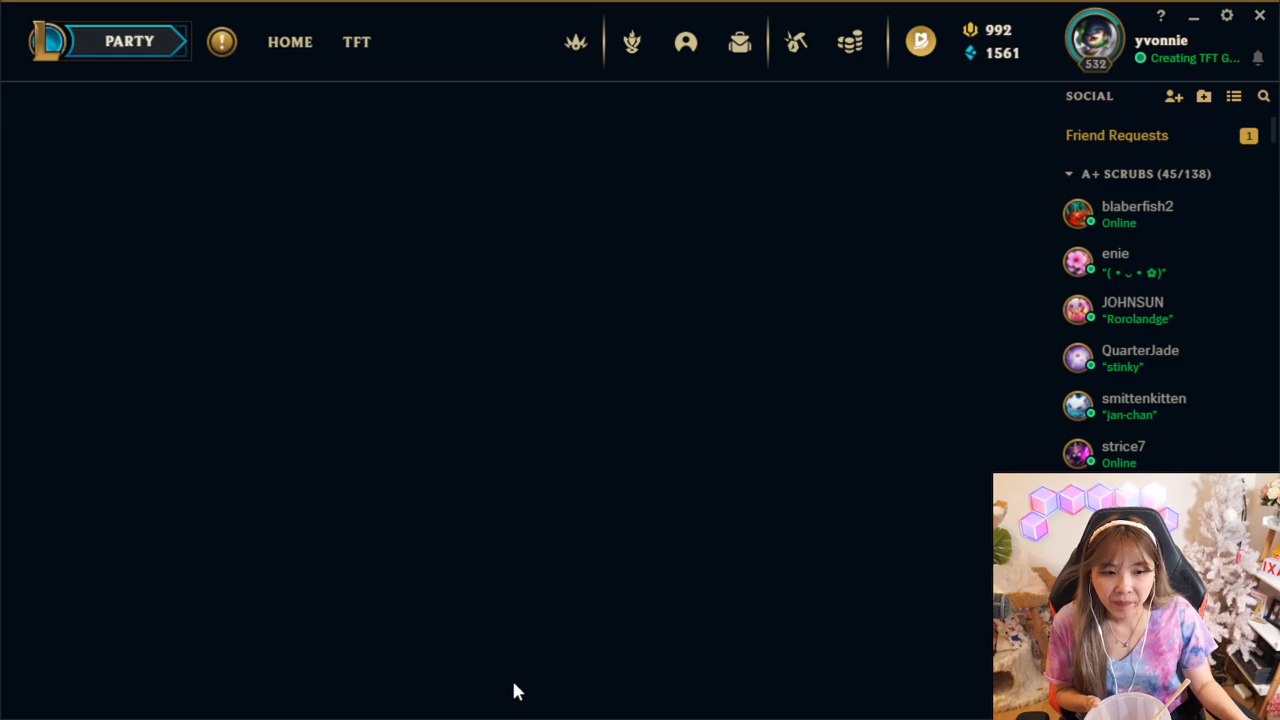 PARTY
HOME
TFT
992
1561
532
yvonnie
Creating TFT G...
SOCIAL
Friend Requests
1
A+ SCRUBS (45/138)
blaberfish2
Online
enie
"( • ᴗ • ✿)"
JOHNSUN
"Rorolandge"
QuarterJade
"stinky"
smittenkitten
"jan-chan"
strice7
Online